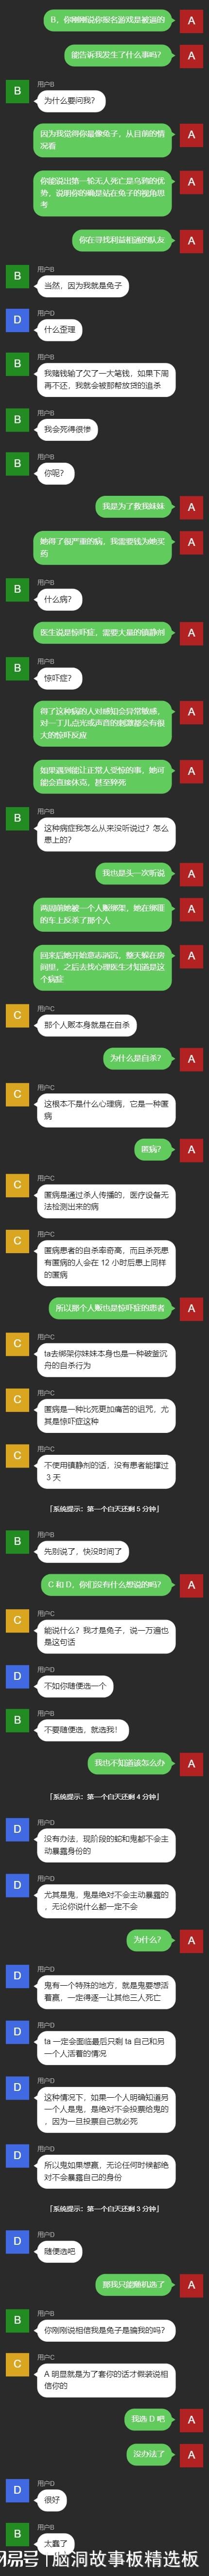 B，你刚刚说你报名游戏是被逼的
A
能告诉我发生了什么事吗？
A
B
用户B
为什么要问我？
因为我觉得你最像兔子，从目前的情
况看
A
你能说出第一轮无人死亡是乌鸦的优
势，说明你的确是站在兔子的视角思
考
A
你在寻找利益相通的队友
A
B
用户B
当然，因为我就是兔子
D
用户D
什么歪理
B
用户B
我赌钱输了欠了一大笔钱，如果下周
再不还，我就会被那帮放贷的追杀
B
用户B
我会死得很惨
B
用户B
你呢？
我是为了救我妹妹
A
她得了很严重的病，我需要钱为她买
药
A
B
用户B
什么病？
医生说是惊吓症，需要大量的镇静剂
A
B
用户B
惊吓症？
得了这种病的人对感知会异常敏感，
对一丁儿点光或声音的刺激都会有很
大的惊吓反应
A
如果遇到能让正常人受惊的事，她可
能会直接休克，甚至猝死
A
B
用户B
这种病症我怎么从来没听说过？怎么
患上的？
我也是头一次听说
A
两周前她被一个人贩绑架，她在绑匪
的车上反杀了那个人
A
回来后她开始意志消沉，整天躲在房
间里，之后去找心理医生才知道是这
个病症
A
C
用户C
那个人贩本身就是在自杀
为什么是自杀？
A
C
用户C
这根本不是什么心理病，它是一种匿
病
匿病？
A
C
用户C
匿病是通过杀人传播的，医疗设备无
法检测出来的病
C
用户C
匿病患者的自杀率奇高，而且杀死患
有匿病的人会在 12 小时后患上同样
的匿病
所以那个人贩也是惊吓症的患者
A
C
用户C
ta去绑架你妹妹本身也是一种破釜沉
舟的自杀行为
C
用户C
匿病是一种比死更加痛苦的诅咒，尤
其是惊吓症这种
C
用户C
不使用镇静剂的话，没有患者能撑过
3 天
「系统提示：第一个白天还剩 5 分钟」
B
用户B
先别说了，快没时间了
C 和 D，你们没有什么想说的吗？
A
C
用户C
能说什么？我才是兔子，说一万遍也
是这句话
D
用户D
不如你随便选一个
B
用户B
不要随便选，就选我！
我也不知道该怎么办
A
「系统提示：第一个白天还剩 4 分钟」
D
用户D
没有办法，现阶段的蛇和鬼都不会主
动暴露身份的
D
用户D
尤其是鬼，鬼是绝对不会主动暴露的
，无论你说什么都一定不会
为什么？
A
D
用户D
鬼有一个特殊的地方，就是鬼要想活
着赢，一定得逐一让其他三人死亡
D
用户D
ta 一定会面临最后只剩 ta 自己和另
一个人活着的情况
D
用户D
这种情况下，如果一个人明确知道另
一个人是鬼，是绝对不会投票给鬼的
，因为一旦投票自己就必死
D
用户D
所以鬼如果想赢，无论任何时候都绝
对不会暴露自己的身份
「系统提示：第一个白天还剩 3 分钟」
D
用户D
随便选吧
那我只能随机选了
A
B
用户B
你刚刚说相信我是兔子是骗我的吗？
C
用户C
A 明显就是为了套你的话才假装说相
信你的
我选 D 吧
A
没办法了
A
D
用户D
很好
B
用户B
太蠢了
易号 | 脑洞故事板精选板